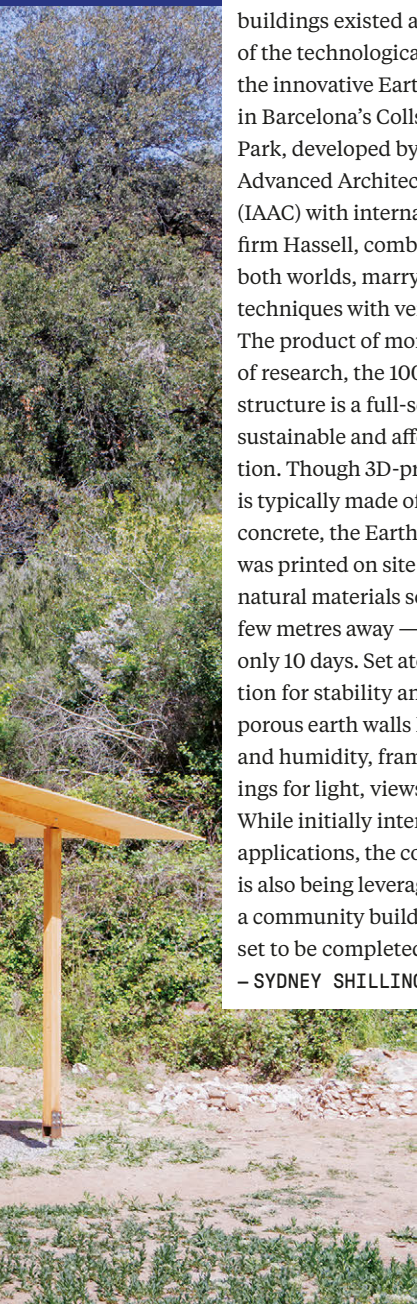 buildings existed a
of the technologica
the innovative Eart
in Barcelona's Colls
Park, developed by
Advanced Architec
(IAAC) with interna
firm Hassell, comb
both worlds, marry
techniques with ve
The product of mo
of research, the 100
structure is a full-s
sustainable and aff
tion. Though 3D-pr
is typically made of
concrete, the Earth
was printed on site
natural materials s
few metres away —
only 10 days. Set at
tion for stability an
porous earth walls
and humidity, fram
ings for light, views
While initially inter
applications, the co
is also being levera
a community build
set to be completed
– SYDNEY SHILLING